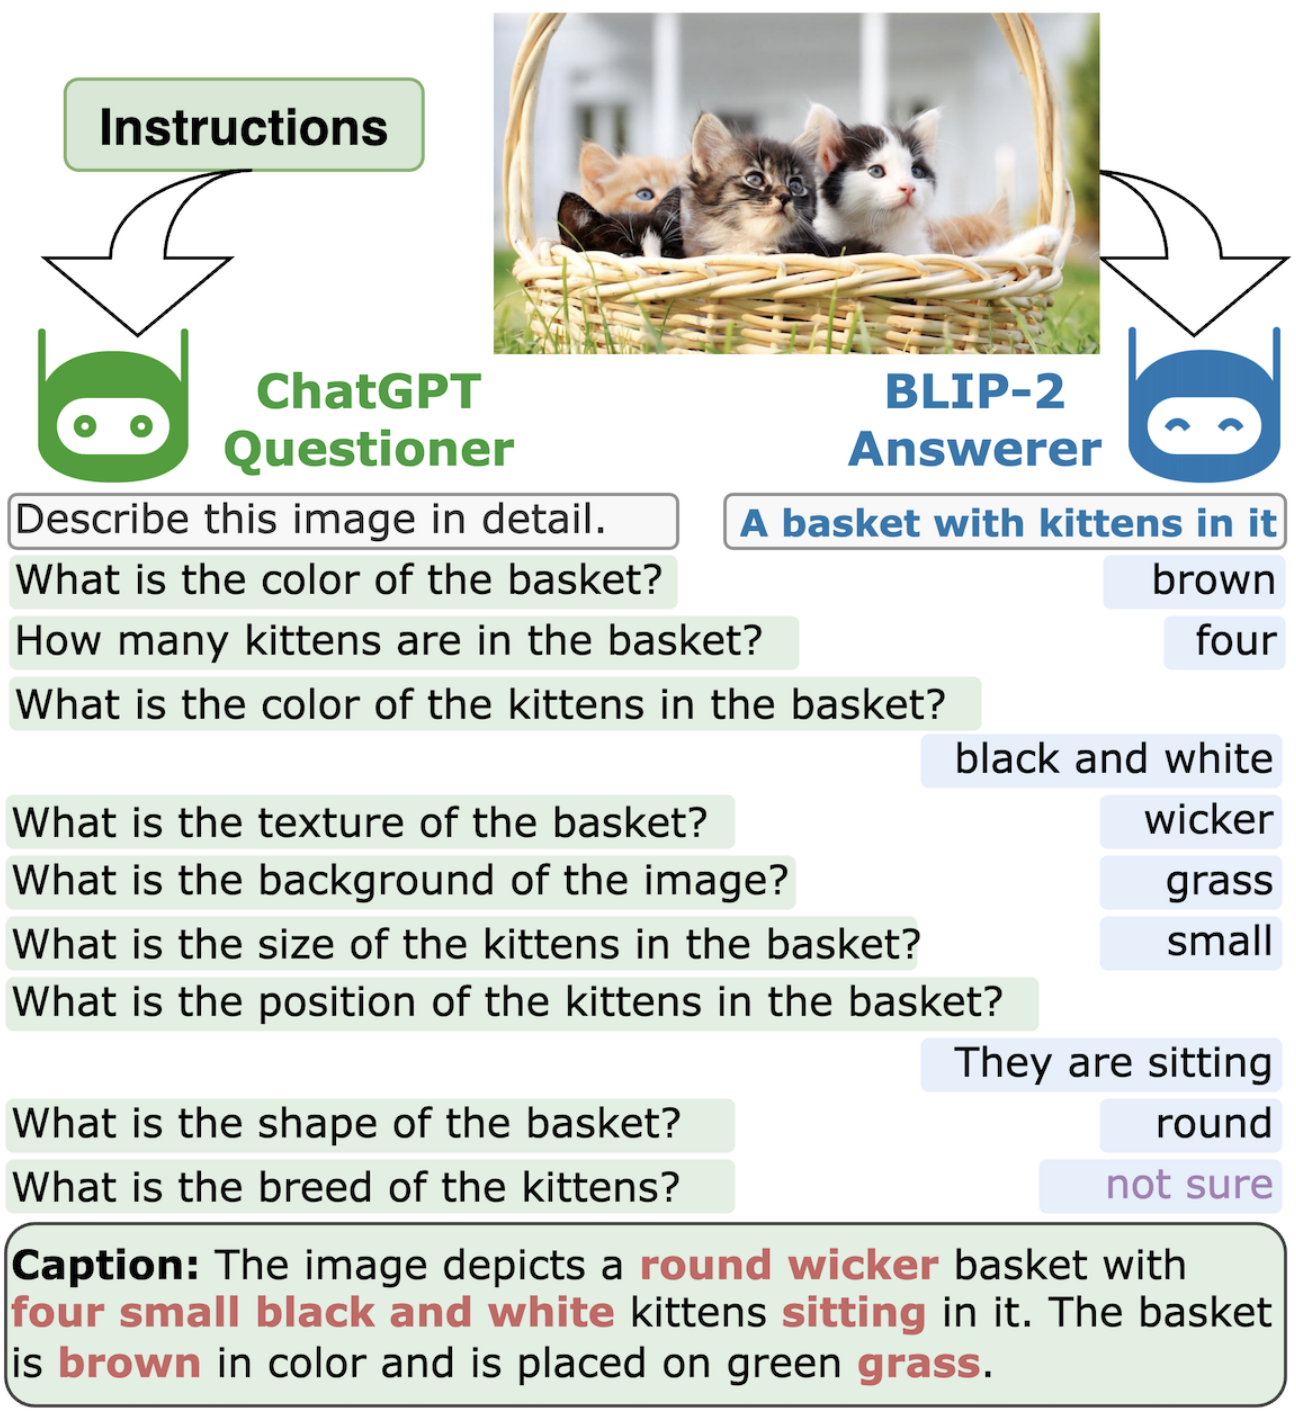 Instructions
ChatGPT
Questioner
BLIP-2
Answerer
Describe this image in detail.
A basket with kittens in it
What is the color of the basket?
brown
How many kittens are in the basket?
four
What is the color of the kittens in the basket?
black and white
What is the texture of the basket?
wicker
What is the background of the image?
grass
What is the size of the kittens in the basket?
small
What is the position of the kittens in the basket?
They are sitting
What is the shape of the basket?
round
What is the breed of the kittens?
not sure
Caption: The image depicts a round wicker basket with
four small black and white kittens sitting in it. The basket
is brown in color and is placed on green grass.